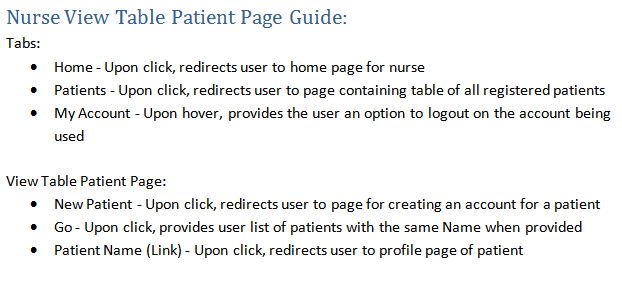 Nurse View Table Patient Page Guide:
Tabs:
• Home - Upon click, redirects user to home page for nurse
• Patients - Upon click, redirects user to page containing table of all registered patients
• My Account - Upon hover, provides the user an option to logout on the account being
used
View Table Patient Page:
• New Patient - Upon click, redirects user to page for creating an account for a patient
• Go - Upon click, provides user list of patients with the same Name when provided
• Patient Name (Link) - Upon click, redirects user to profile page of patient